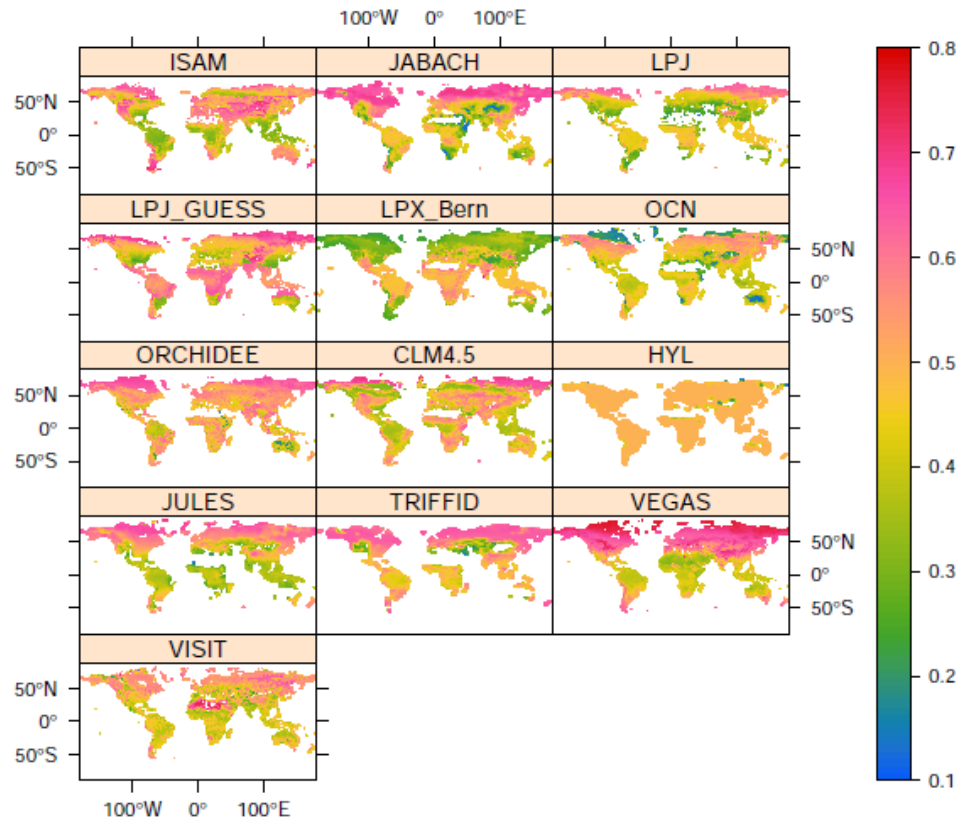 100°W 0° 100°E
ISAM JABACH LPJ
0.8
50°N
0°
50°S
0.7
LPJ_GUESS LPX_Bern OCN
50°N
0.6
0°
50°S
ORCHIDEE CLM4.5 HYL
0.5
50°N
0°
50°S
0.4
JULES TRIFFID VEGAS
50°N
0.3
0°
50°S
VISIT
0.2
50°N
0°
50°S
0.1
100°W 0° 100°E